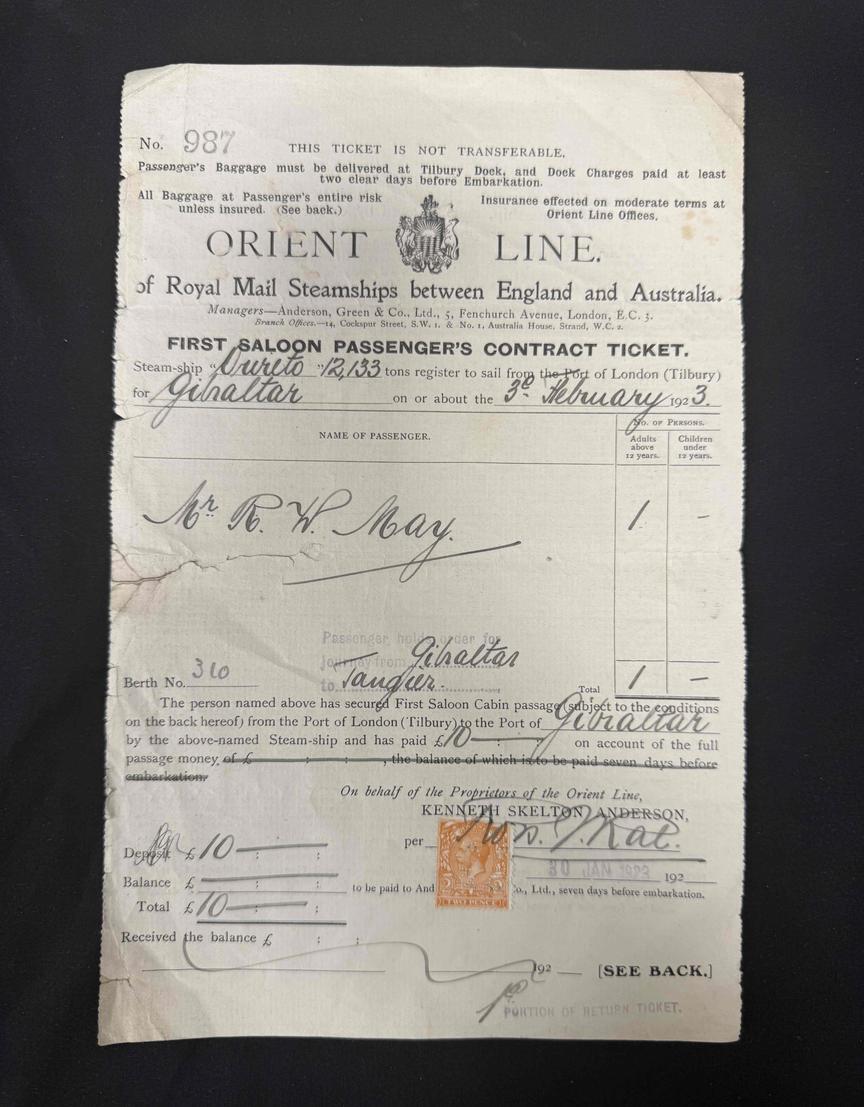 No. 987 THIS TICKET IS NOT TRANSFERABLE,
Passenger's Baggage must be delivered at Tilbury Dock, and Dock Charges paid at least
two clear days before Embarkation.
All Baggage at Passenger's entire risk
unless insured. (See back.)
Insurance effected on moderate terms at
Orient Line Offices,
ORIENT LINE.
of Royal Mail Steamships between England and Australia.
Managers—Anderson, Green & Co., Ltd., 5, Fenchurch Avenue, London, E.C. 3.
Branch Offices.—14, Cockspur Street, S.W. 1. & No. 1, Australia House, Strand, W.C. 2.
FIRST SALOON PASSENGER'S CONTRACT TICKET.
Steam-ship " " 12,133 tons register to sail from the Port of London (Tilbury)
for Gibraltar on or about the 3rd February 1923.
NAME OF PASSENGER.
No. OF PERSONS.
Adults
above
12 years.
Children
under
12 years.
Mr R. W. May. 1 –
Passenger holds order for
journey from Gibraltar
to Tangier.
Berth No. 310
Total 1 –
The person named above has secured First Saloon Cabin passage (subject to the conditions
on the back hereof) from the Port of London (Tilbury) to the Port of Gibraltar
by the above-named Steam-ship and has paid £10 — : — : on account of the full
passage money of £ : : , the balance of which is to be paid seven days before
embarkation.
On behalf of the Proprietors of the Orient Line,
KENNETH SKELTON ANDERSON,
per
30 JAN 1923 192
Deposit £10 — : — :
Balance £ : : to be paid to And Co., Ltd., seven days before embarkation.
TWO PENCE
Total £10 — : — :
Received the balance £ : :
192 [SEE BACK.]
PORTION OF RETURN TICKET.